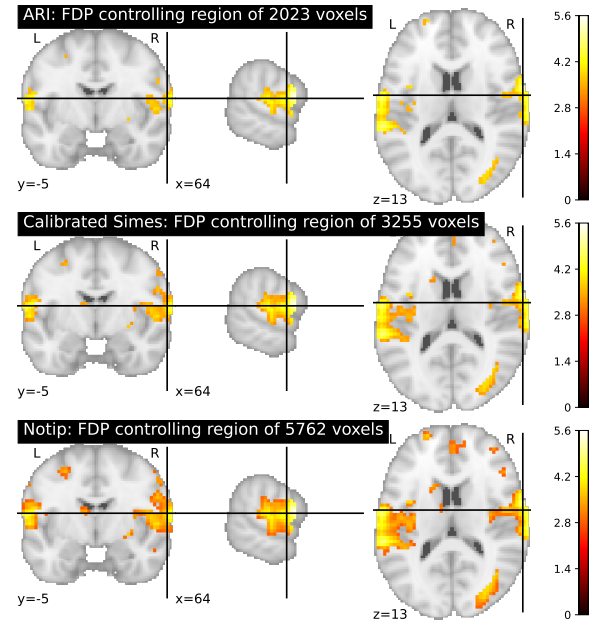 ARI: FDP controlling region of 2023 voxels
L R L R
y=-5 x=64 z=13
5.6
4.2
2.8
1.4
0
Calibrated Simes: FDP controlling region of 3255 voxels
L R R
y=-5 x=64 z=13
5.6
4.2
2.8
1.4
0
Notip: FDP controlling region of 5762 voxels
L R L R
y=-5 x=64 z=13
5.6
4.2
2.8
1.4
0